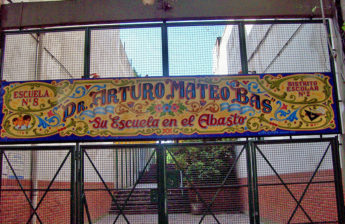 ESCUELA
Nº 8
Dr. ARTURO MATEO BAS
DISTRITO
ESCOLAR
Nº 2
Su Escuela en el Abasto